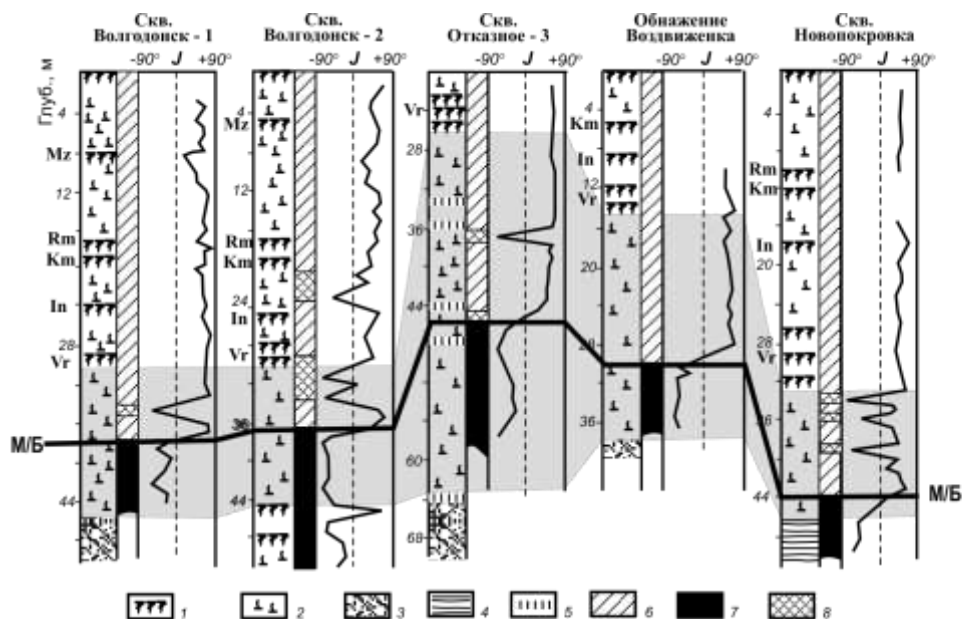 Скв.
Волгодонск - 1
Скв.
Волгодонск - 2
Скв.
Отказное - 3
Обнажение
Воздвиженка
Скв.
Новопокровка
Глуб., м
-90° J +90°
-90° J +90°
-90° J +90°
-90° J +90°
-90° J +90°
4
Mz
12
Rm
Km
In
28
Vr
М/Б
44
4
Mz
12
Rm
Km
24
In
Vr
36
44
Vr
28
36
44
60
68
4
Km
In
12
Vr
20
28
36
4
Rm
Km
In
20
28
Vr
36
44
М/Б
1 2 3 4 5 6 7 8